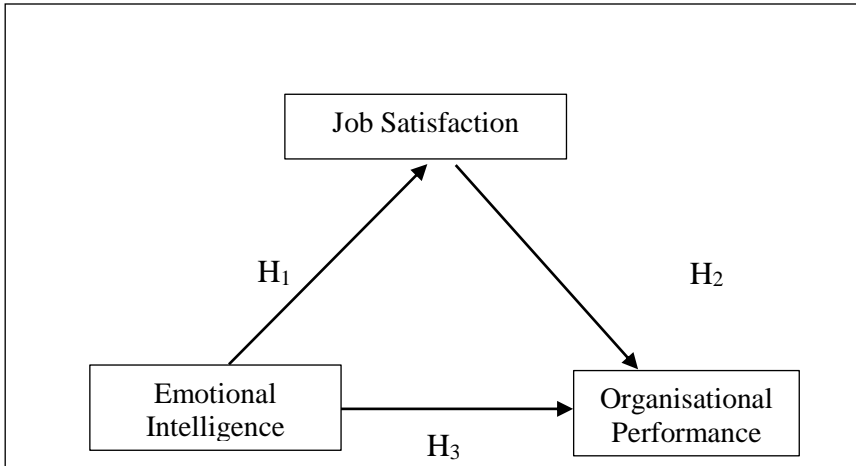 Job Satisfaction
H₁
H₂
Emotional
Intelligence
H₃
Organisational
Performance